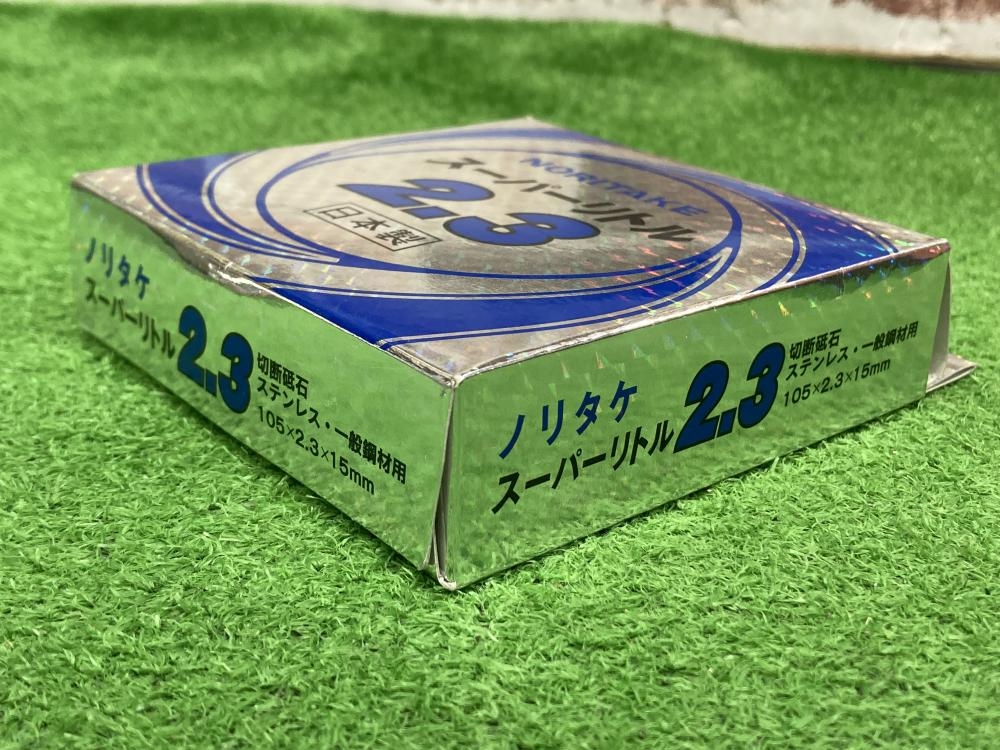 NORITAKE
スーパーリトル
2.3
日本製
ノリタケ
スーパーリトル
2.3
切断砥石
ステンレス・一般鋼材用
105×2.3×15mm
ノリタケ
スーパーリトル
2.3
切断砥石
ステンレス・一般鋼材用
105×2.3×15mm